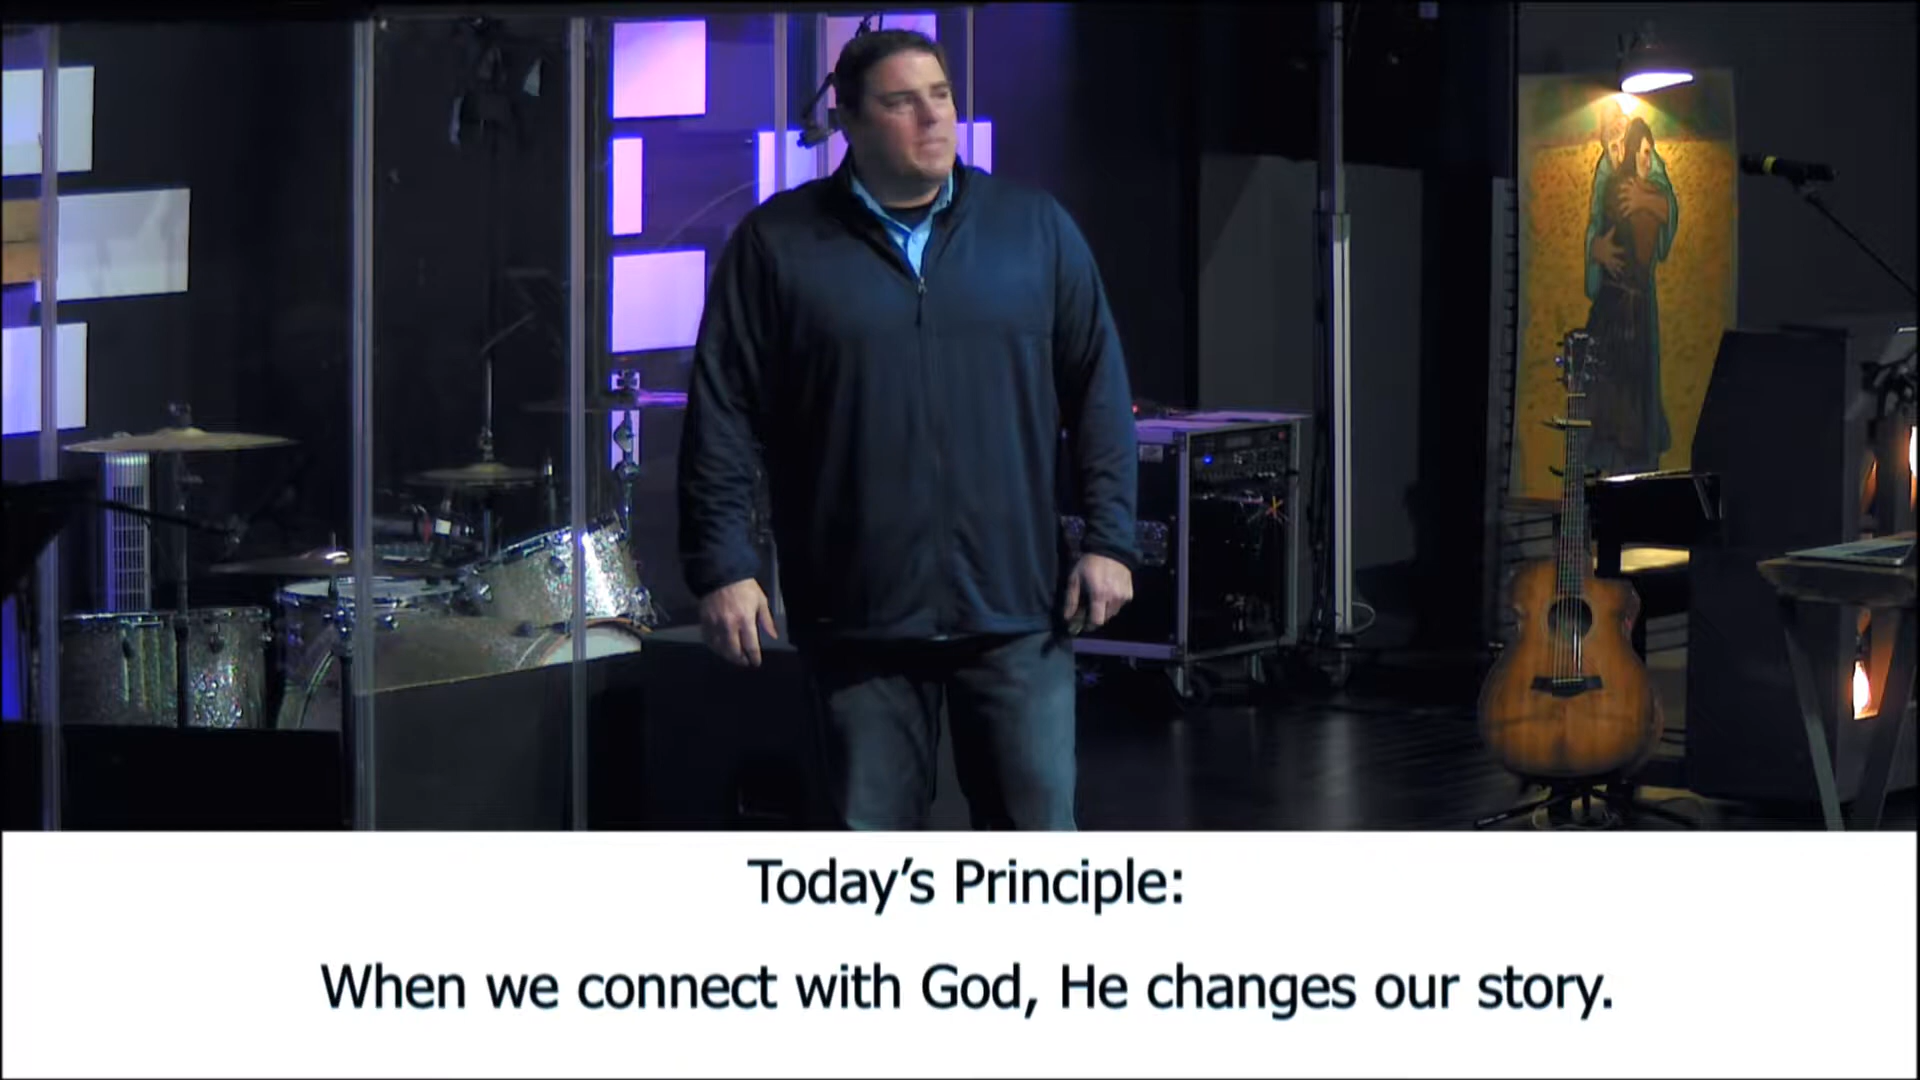 Today’s Principle:
When we connect with God, He changes our story.